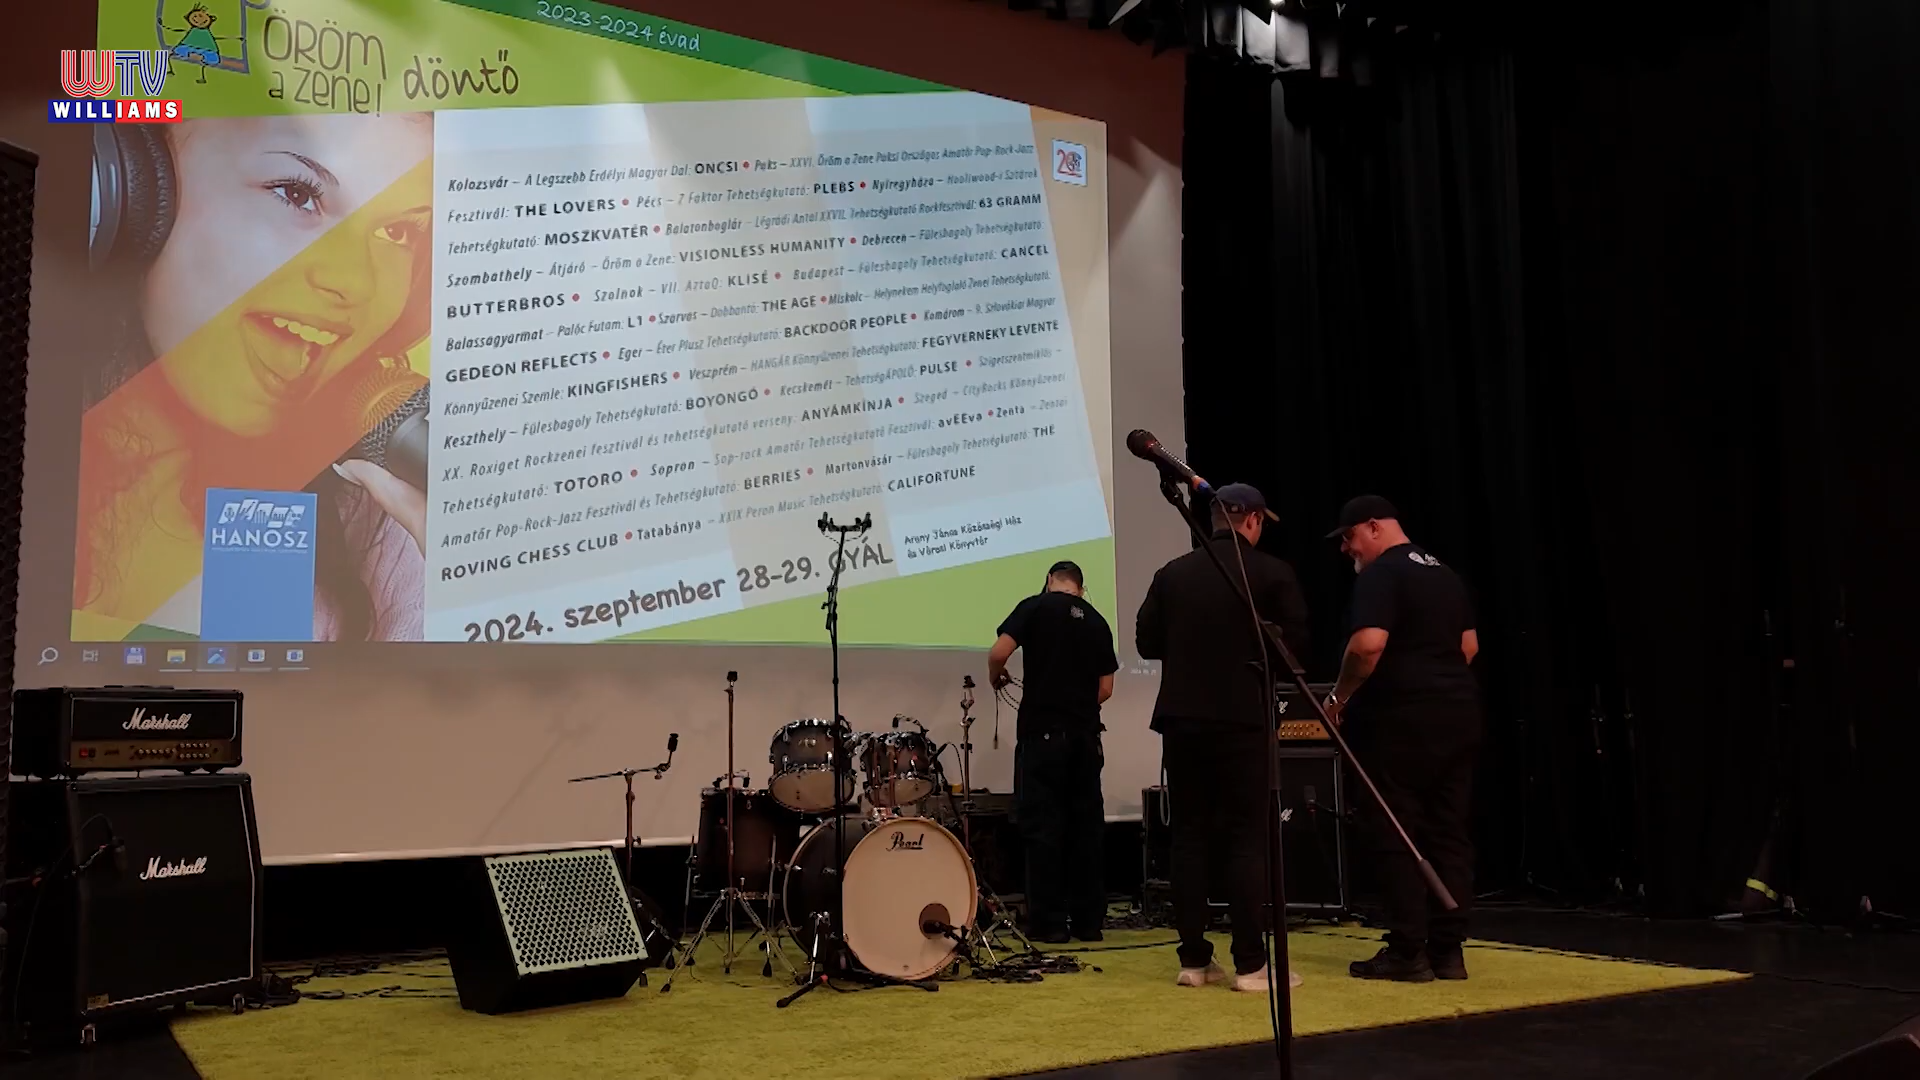 WTV
WILLIAMS
2023-2024 évad
ÖRÖM
a zene!
döntő
20
Kolozsvár – A Legszebb Erdélyi Magyar Dal: ONCSI • Paks – XXVI. Öröm a Zene Paksi Országos Amatőr Pop- Rock-Jazz
Fesztivál: THE LOVERS • Pécs – 7 Faktor Tehetségkutató: PLEBS • Nyíregyháza – Hooliwood-i Sztárok
Tehetségkutató: MOSZKVATÉR • Balatonboglár – Légrádi Antal XXVII. Tehetségkutató Rockfesztivál: 63 GRAMM
Szombathely – Átjáró – Öröm a Zene: VISIONLESS HUMANITY • Debrecen – Fülesbagoly Tehetségkutató:
BUTTERBROS • Szolnok – VII. AztaQ: KLISÉ • Budapest – Fülesbagoly Tehetségkutató: CANCEL
Balassagyarmat – Palóc Futam: L1 • Szarvas – Dobbantó: THE AGE • Miskolc – Helynekem Helyfoglaló Zenei Tehetségkutató:
GEDEON REFLECTS • Eger – Éter Plusz Tehetségkutató: BACKDOOR PEOPLE • Komárom – 9. Szlovákiai Magyar
Könnyűzenei Szemle: KINGFISHERS • Veszprém – HANGÁR Könnyűzenei Tehetségkutató: FEGYVERNEKY LEVENTE
Keszthely – Fülesbagoly Tehetségkutató: BOYONGÓ • Kecskemét – TehetségÁPOLÓ: PULSE • Szigetszentmiklós –
XX. Roxiget Rockzenei fesztivál és tehetségkutató verseny: ANYÁMKÍNJA • Szeged – CityRocks Könnyűzenei
Tehetségkutató: TOTORO • Sopron – Sop-rock Amatőr Tehetségkutató Fesztivál: avEEva • Zenta – Zentai
Amatőr Pop-Rock-Jazz Fesztivál és Tehetségkutató: BERRIES • Martonvásár – Fülesbagoly Tehetségkutató: THE
ROVING CHESS CLUB • Tatabánya – XXIX Peron Music Tehetségkutató: CALIFORTUNE
2024. szeptember 28-29. GYÁL
Arany János Közösségi Ház
és Városi Könyvtár
HANOSZ
Marshall
Marshall
Pearl